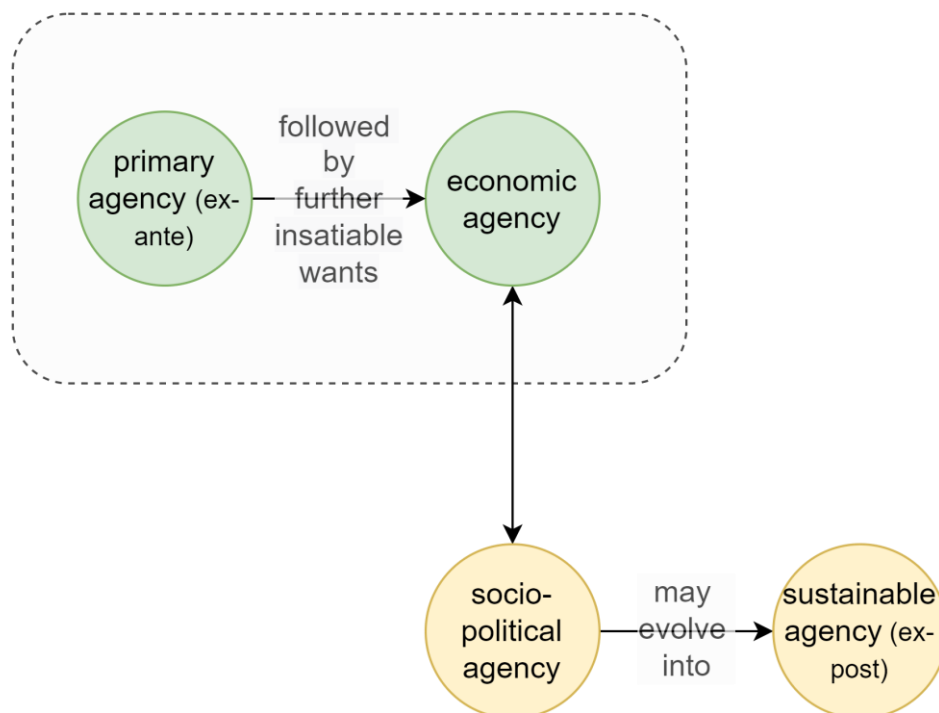 primary
agency (ex-
ante)
followed
by
further
insatiable
wants
economic
agency
socio-
political
agency
may
evolve
into
sustainable
agency (ex-
post)